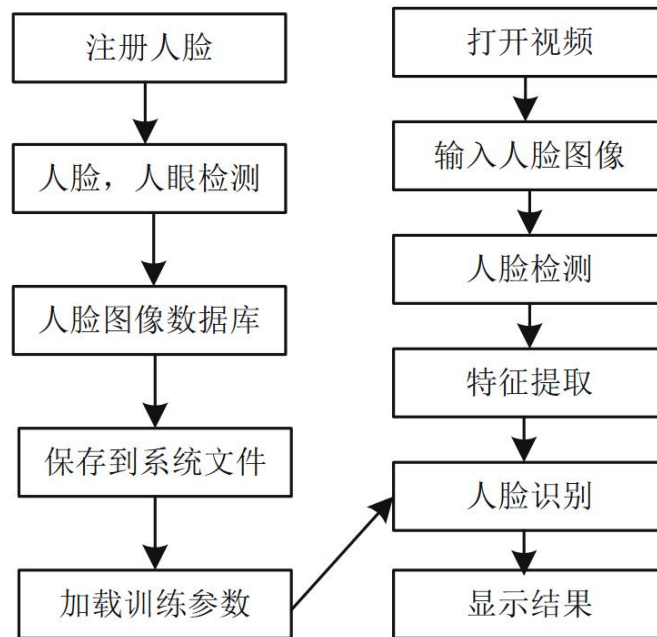 注册人脸
人脸，人眼检测
人脸图像数据库
保存到系统文件
加载训练参数
打开视频
输入人脸图像
人脸检测
特征提取
人脸识别
显示结果